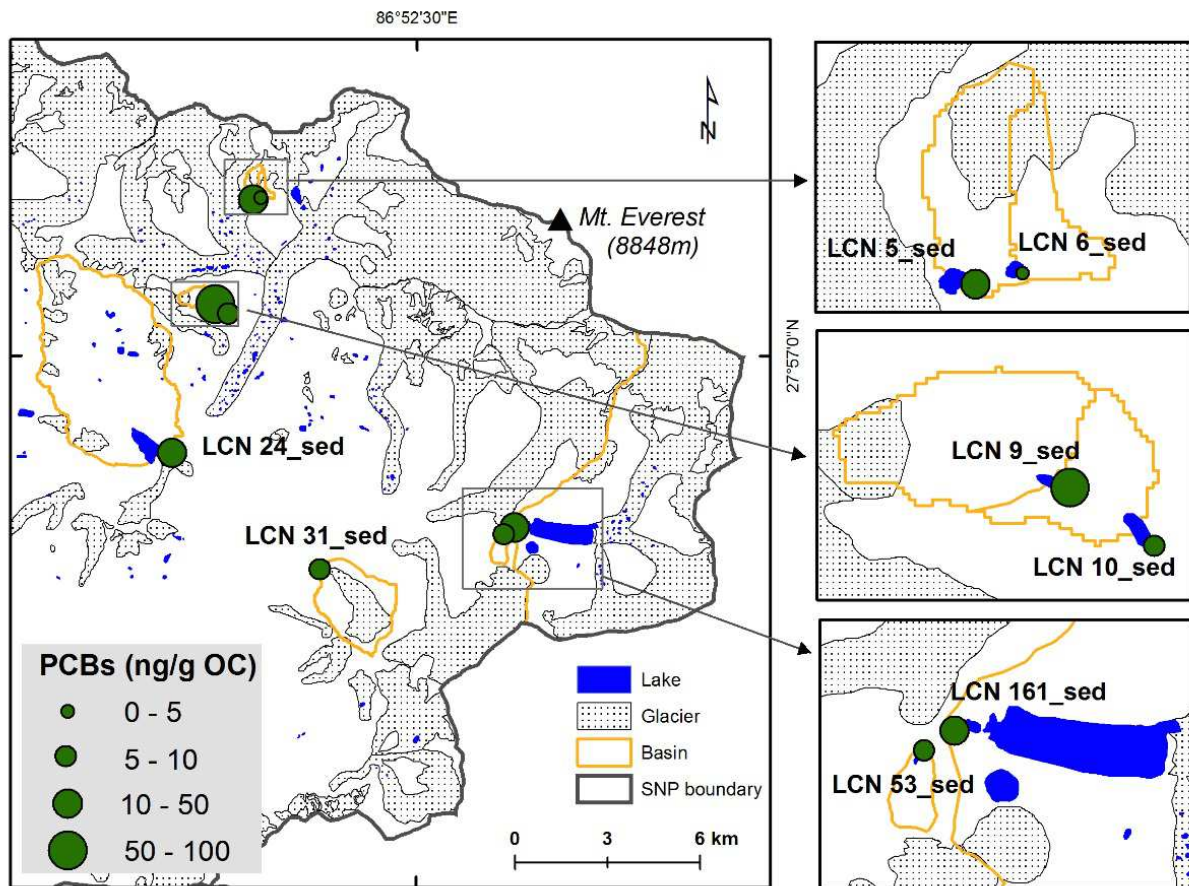 86°52'30"E
N
Mt. Everest
(8848m)
27°57'0"N
LCN 24_sed
LCN 31_sed
PCBs (ng/g OC)
0 - 5
5 - 10
10 - 50
50 - 100
Lake
Glacier
Basin
SNP boundary
0 3 6 km
LCN 5_sed
LCN 6_sed
LCN 9_sed
LCN 10_sed
LCN 161_sed
LCN 53_sed